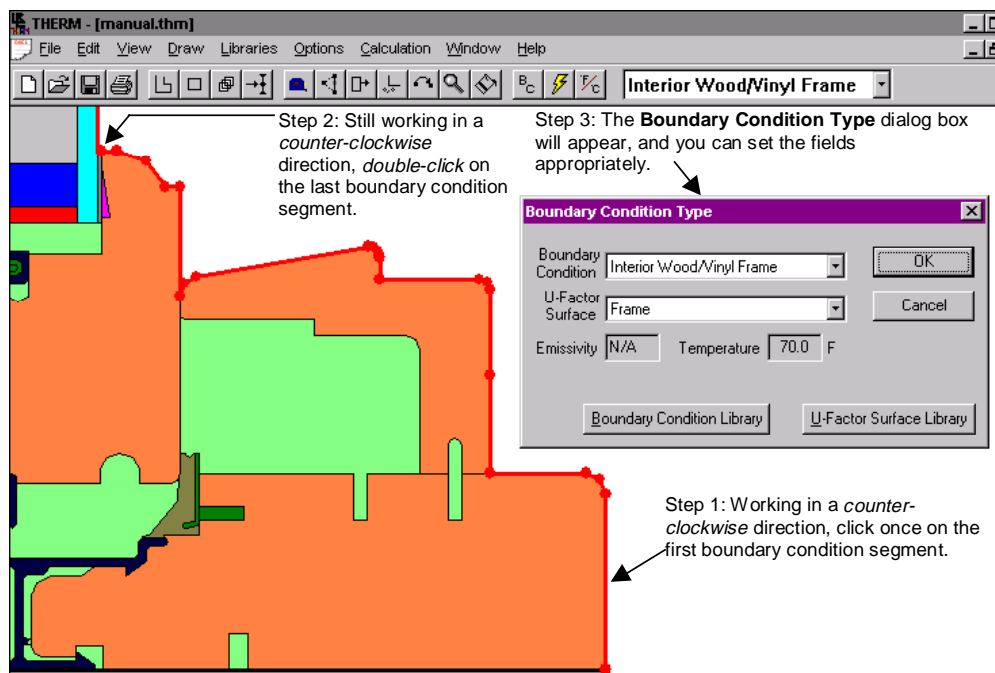 THERM - [manual.thm]
File Edit View Draw Libraries Options Calculation Window Help
BC F/C Interior Wood/Vinyl Frame
Step 2: Still working in a
counter-clockwise
direction, double-click on
the last boundary condition
segment.
Step 3: The Boundary Condition Type dialog box
will appear, and you can set the fields
appropriately.
Boundary Condition Type
Boundary
Condition
Interior Wood/Vinyl Frame
OK
U-Factor
Surface
Frame
Cancel
Emissivity N/A Temperature 70.0 F
Boundary Condition Library
U-Factor Surface Library
Step 1: Working in a counter-
clockwise direction, click once on the
first boundary condition segment.